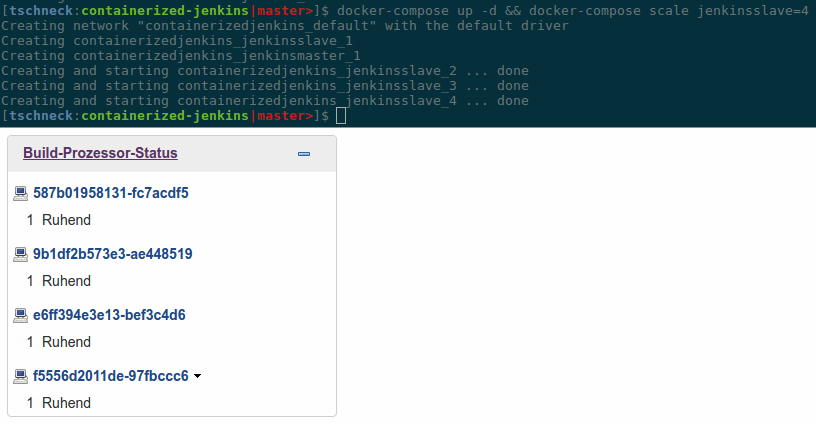 [tschneck:containerized-jenkins|master>]$ docker-compose up -d && docker-compose scale jenkinsslave=4
Creating network "containerizedjenkins_default" with the default driver
Creating containerizedjenkins_jenkinsslave_1
Creating containerizedjenkins_jenkinsmaster_1
Creating and starting containerizedjenkins_jenkinsslave_2 ... done
Creating and starting containerizedjenkins_jenkinsslave_3 ... done
Creating and starting containerizedjenkins_jenkinsslave_4 ... done
[tschneck:containerized-jenkins|master>]$
Build-Prozessor-Status
587b01958131-fc7acdf5
1 Ruhend
9b1df2b573e3-ae448519
1 Ruhend
e6ff394e3e13-bef3c4d6
1 Ruhend
f5556d2011de-97fbccc6
1 Ruhend